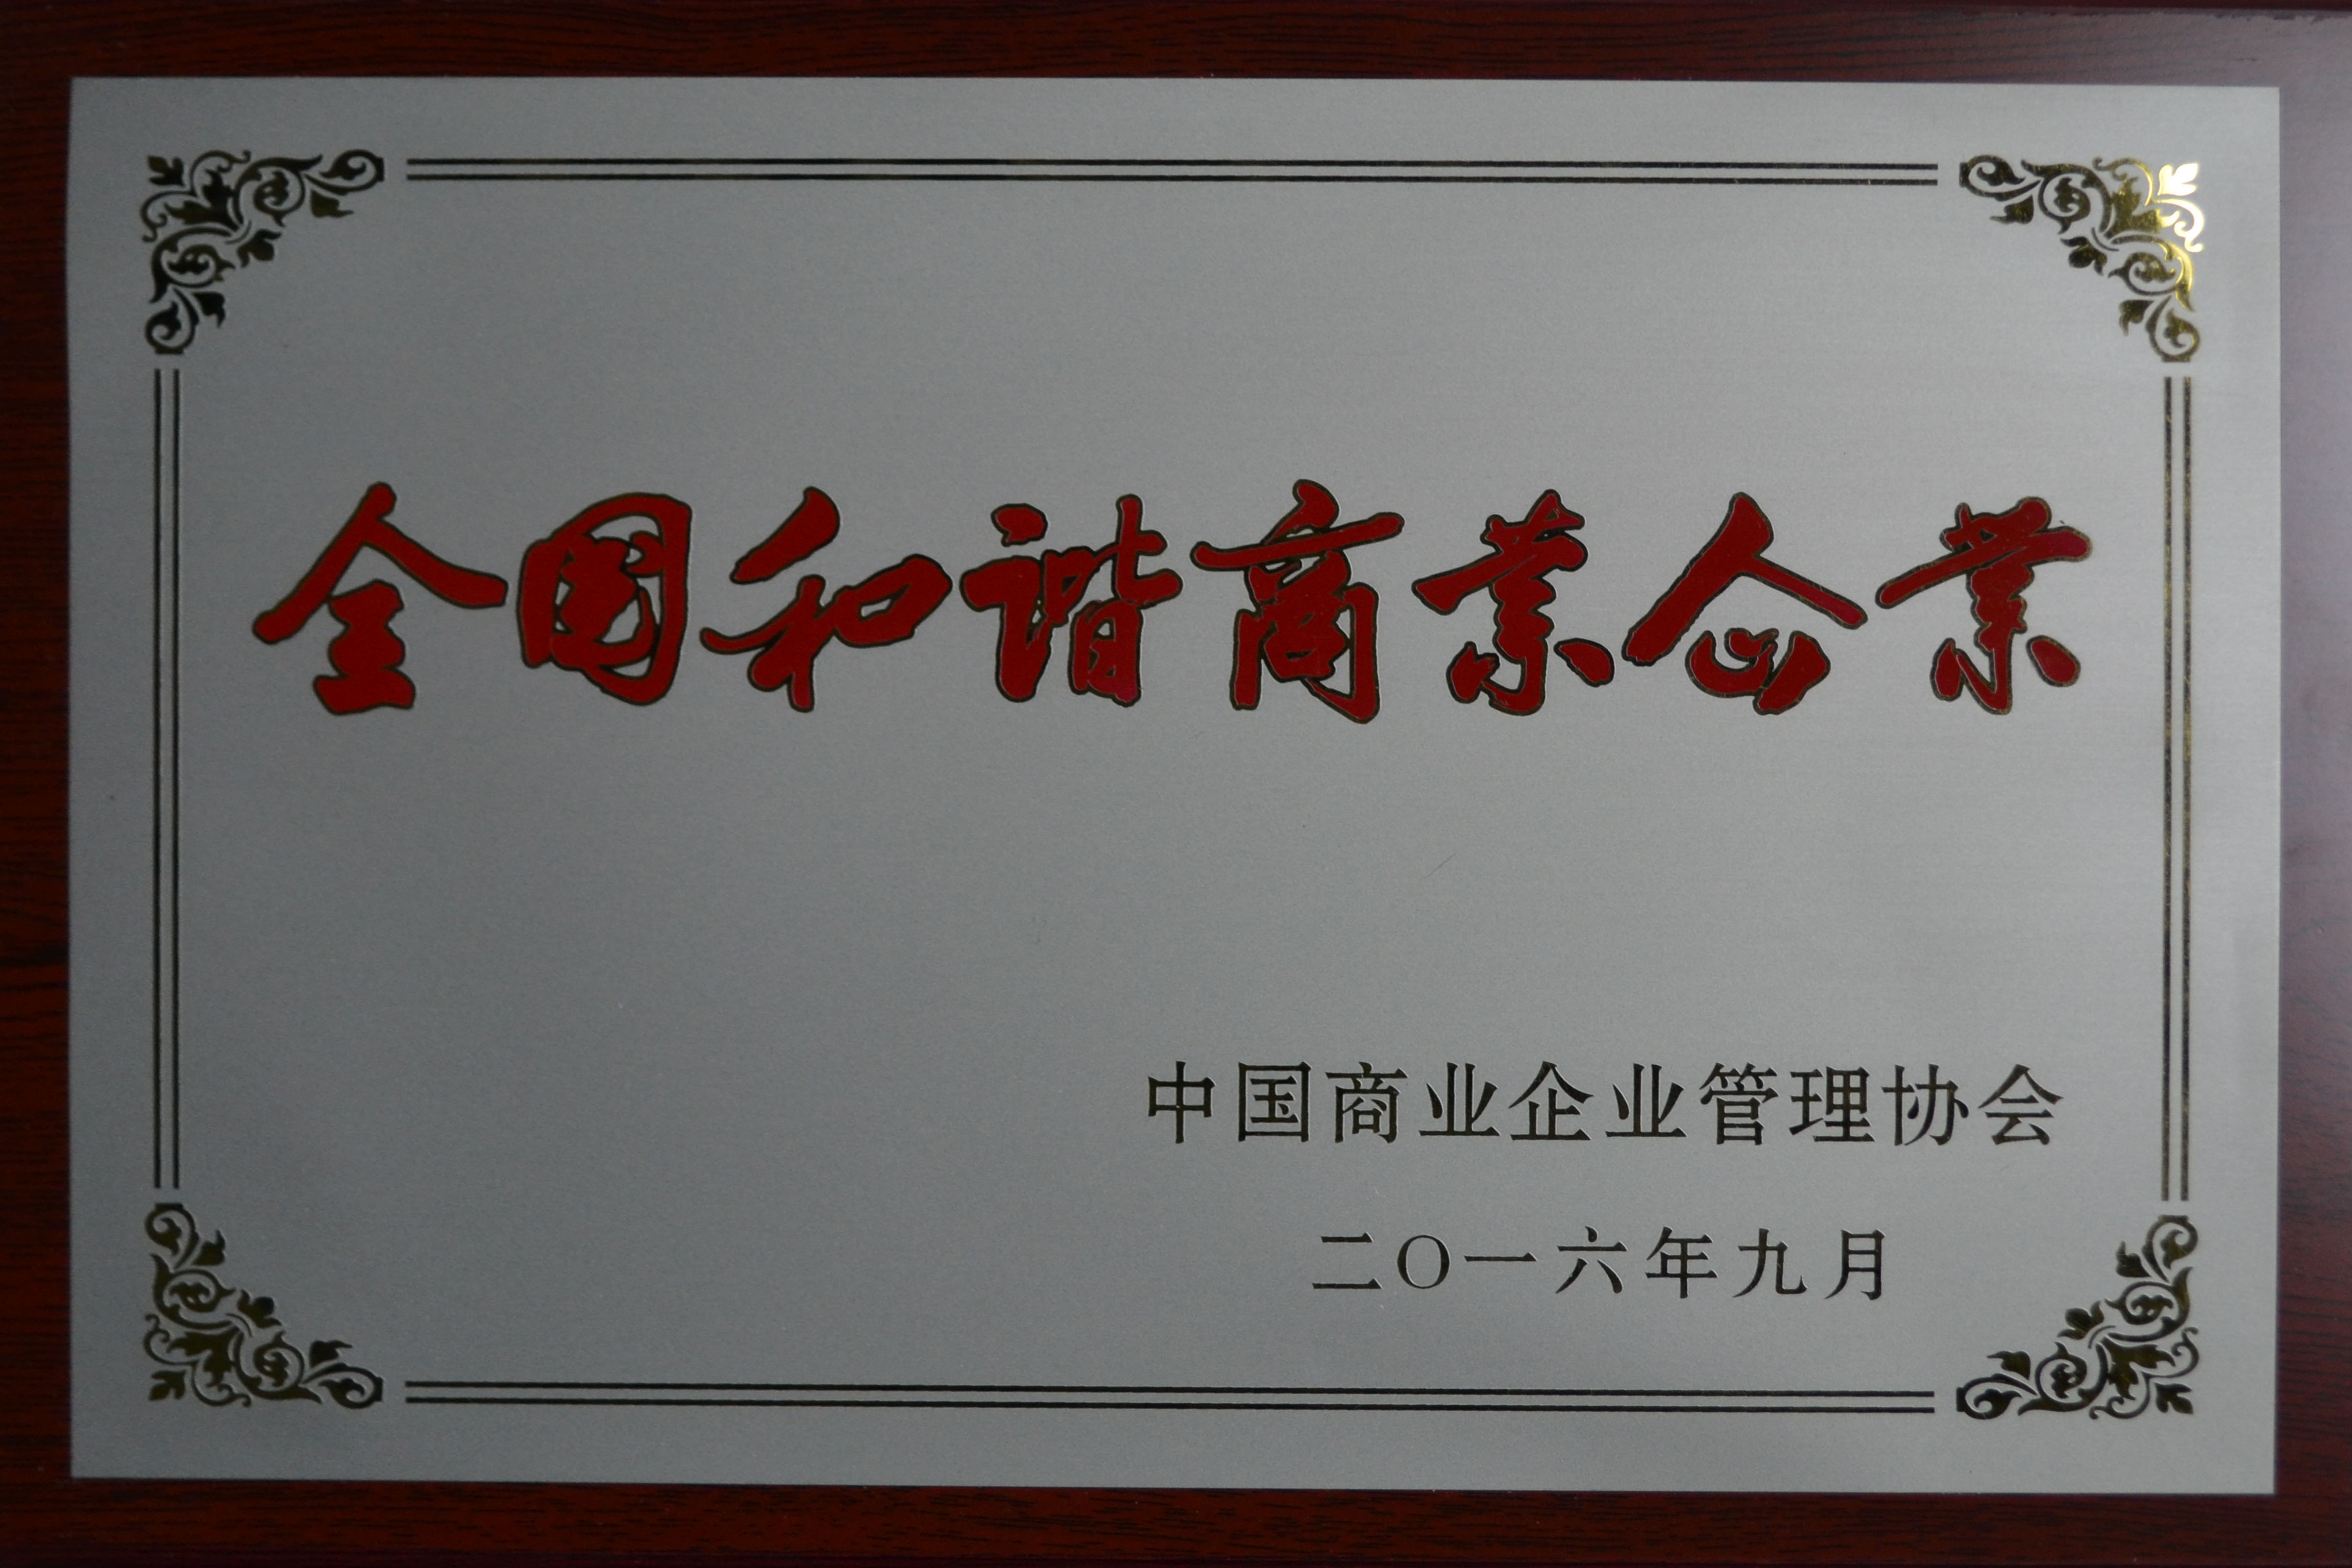 全國和谐商業企業
中国商业企业管理协会
二〇一六年九月